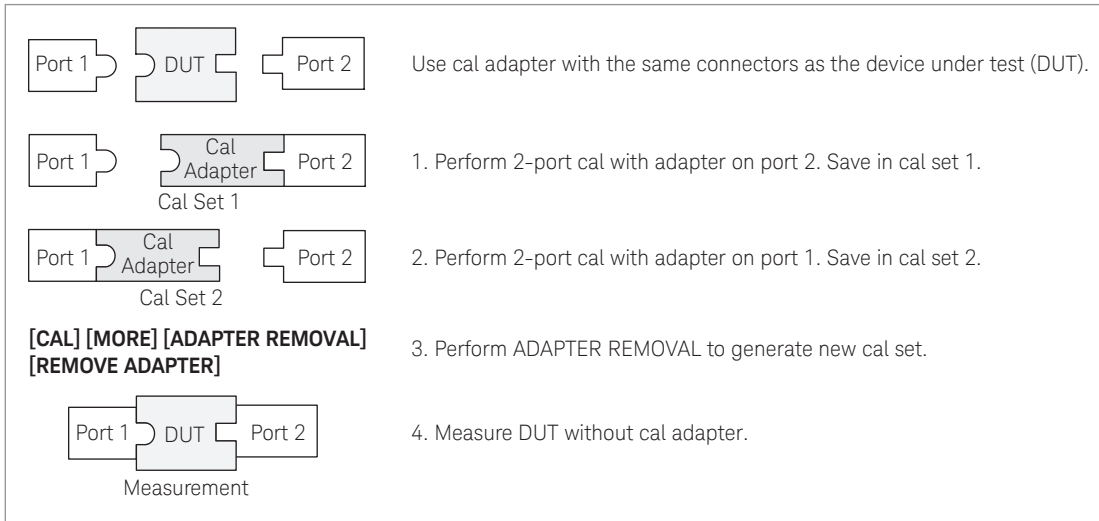 Port 1 DUT Port 2
Use cal adapter with the same connectors as the device under test (DUT).
Port 1
Cal
Adapter
Port 2
Cal Set 1
1. Perform 2-port cal with adapter on port 2. Save in cal set 1.
Port 1
Cal
Adapter
Port 2
Cal Set 2
2. Perform 2-port cal with adapter on port 1. Save in cal set 2.
[CAL] [MORE] [ADAPTER REMOVAL]
[REMOVE ADAPTER]
3. Perform ADAPTER REMOVAL to generate new cal set.
Port 1 DUT Port 2
Measurement
4. Measure DUT without cal adapter.